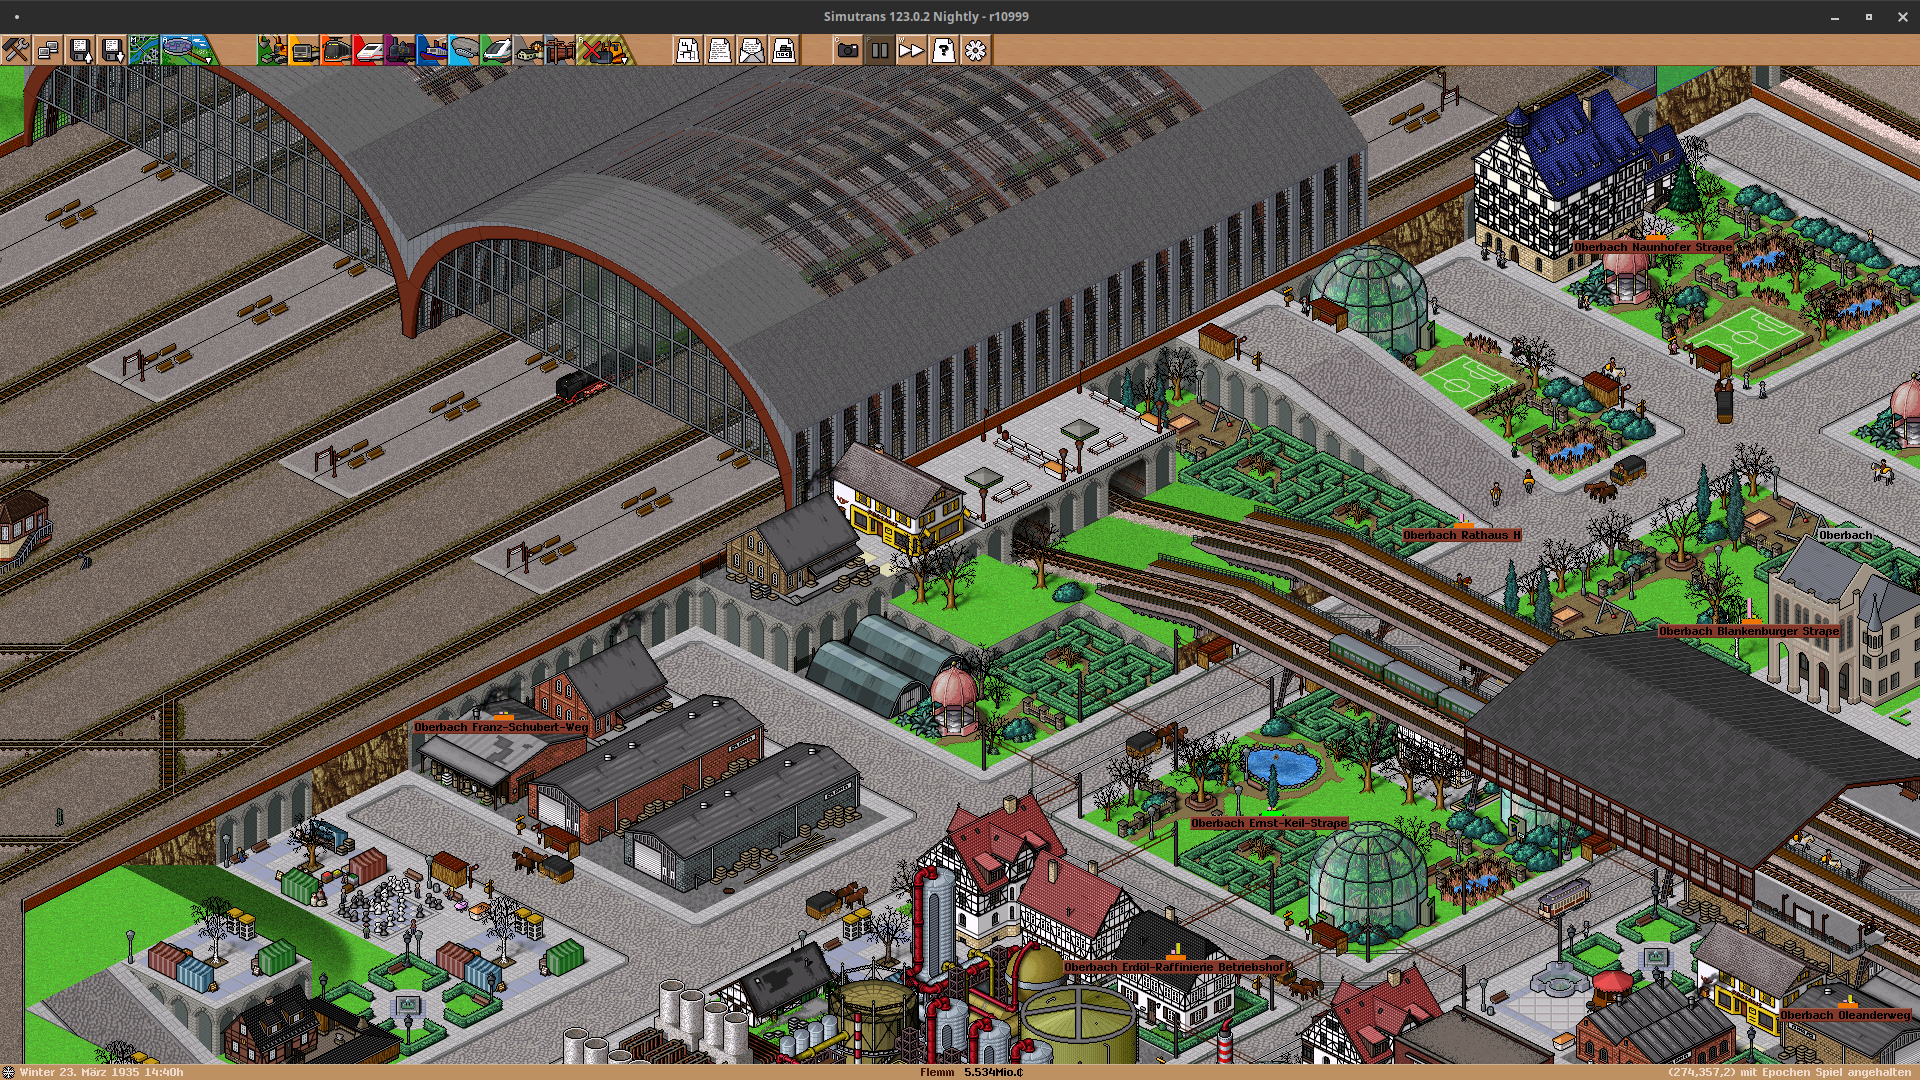 Simutrans 123.0.2 Nightly - r10999
Oberbach Naunhofer Straße
Oberbach Rathaus H
Oberbach
Oberbach Blankenburger Straße
Oberbach Franz-Schubert-Weg
Oberbach Ernst-Keil-Straße
Oberbach Erdöl-Raffinierie Betriebshof
Oberbach Oleanderweg
Winter 23. März 1935 14:40h
Flemm 5.534Mio.₵
(274,357,2) mit Epochen Spiel angehalten